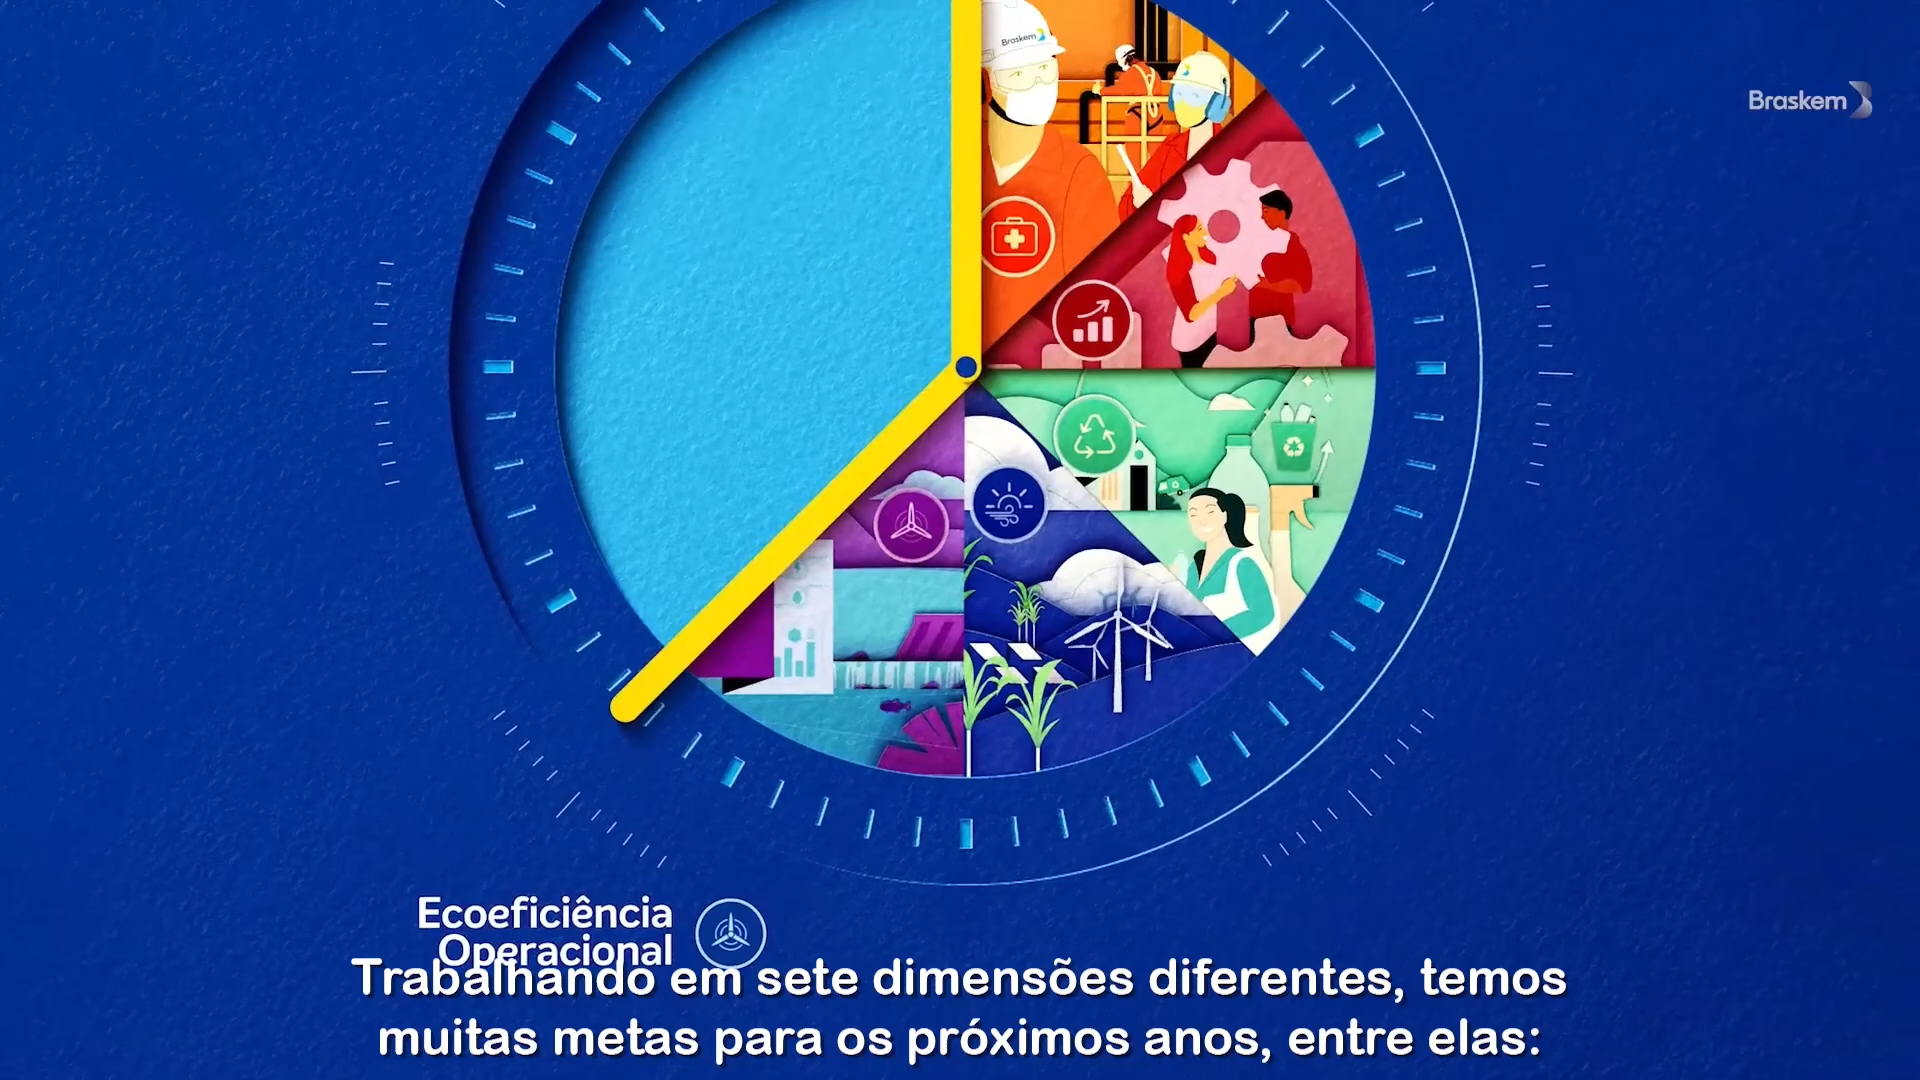 Braskem
Braskem
Ecoeficiência
Operacional
Trabalhando em sete dimensões diferentes, temos
muitas metas para os próximos anos, entre elas: